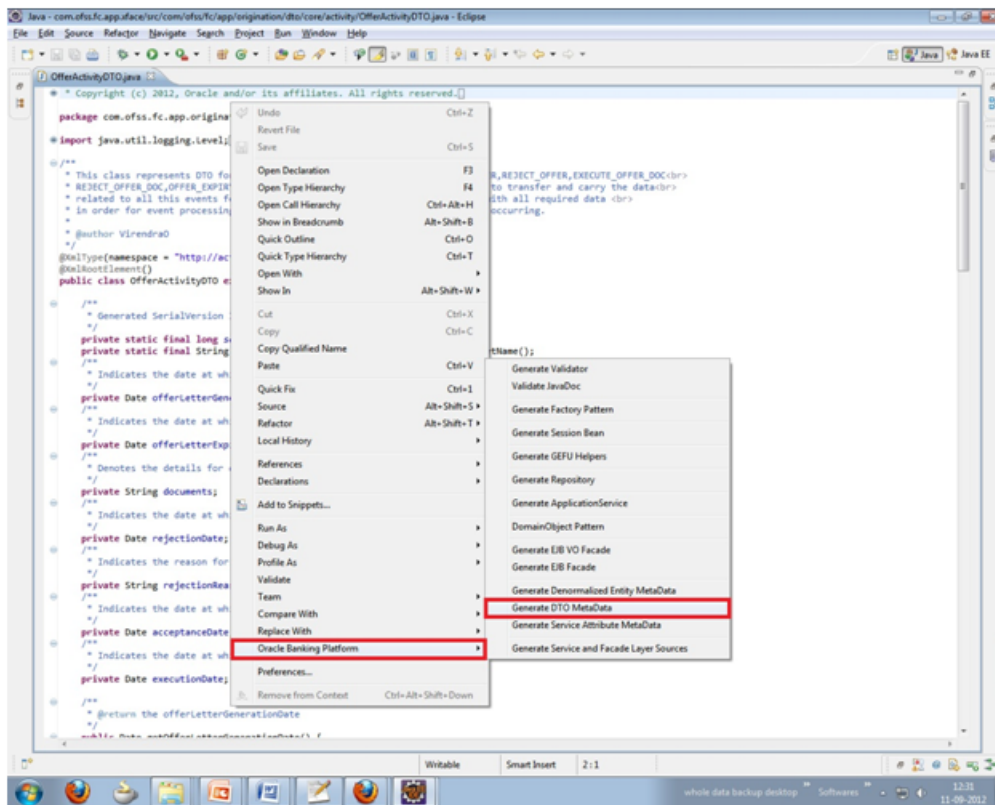 Java - com.ofss.fc.app.xface/src/com/ofss/fc/app/origination/dto/core/activity/OfferActivityDTO.java - Eclipse
File Edit Source Refactor Navigate Search Project Run Window Help
Java Java EE
OfferActivityDTO.java
* Copyright (c) 2012, Oracle and/or its affiliates. All rights reserved.
package com.ofss.fc.app.origina
import java.util.logging.Level;
/**
* This class represents DTO fo R,REJECT_OFFER,EXECUTE_OFFER_DOC<br>
* REJECT_OFFER_DOC,OFFER_EXPIR to transfer and carry the data<br>
* related to all this events f ith all required data <br>
* in order for event processin occurring.
*
* @author VirendraO
*/
@XmlType(namespace = "http://ac
@XmlRootElement()
public class OfferActivityDTO e
/**
* Generated SerialVersion
*/
private static final long s
private static final String tName();
/**
* Indicates the date at wh
*/
private Date offerLetterGen
/**
* Indicates the date at wh
*/
private Date offerLetterExp
/**
* Denotes the details for
*/
private String documents;
/**
* Indicates the date at wh
*/
private Date rejectionDate;
/**
* Indicates the reason for
*/
private String rejectionRea
/**
* Indicates the date at wh
*/
private Date acceptanceDate
/**
* Indicates the date at wh
*/
private Date executionDate;
/**
* @return the offerLetterGenerationDate
*/
public Date getOfferLetterGenerationDate() {
Undo Ctrl+Z
Revert File
Save Ctrl+S
Open Declaration F3
Open Type Hierarchy F4
Open Call Hierarchy Ctrl+Alt+H
Show in Breadcrumb Alt+Shift+B
Quick Outline Ctrl+O
Quick Type Hierarchy Ctrl+T
Open With
Show In Alt+Shift+W
Cut Ctrl+X
Copy Ctrl+C
Copy Qualified Name
Paste Ctrl+V
Quick Fix Ctrl+1
Source Alt+Shift+S
Refactor Alt+Shift+T
Local History
References
Declarations
Add to Snippets...
Run As
Debug As
Profile As
Validate
Team
Compare With
Replace With
Oracle Banking Platform
Preferences...
Remove from Context Ctrl+Alt+Shift+Down
Generate Validator
Validate JavaDoc
Generate Factory Pattern
Generate Session Bean
Generate GEFU Helpers
Generate Repository
Generate ApplicationService
DomainObject Pattern
Generate EJB VO Facade
Generate EJB Facade
Generate Denormalized Entity MetaData
Generate DTO MetaData
Generate Service Attribute MetaData
Generate Service and Facade Layer Sources
Writable Smart Insert 2:1
whole data backup desktop Softwares 12:31
11-09-2012